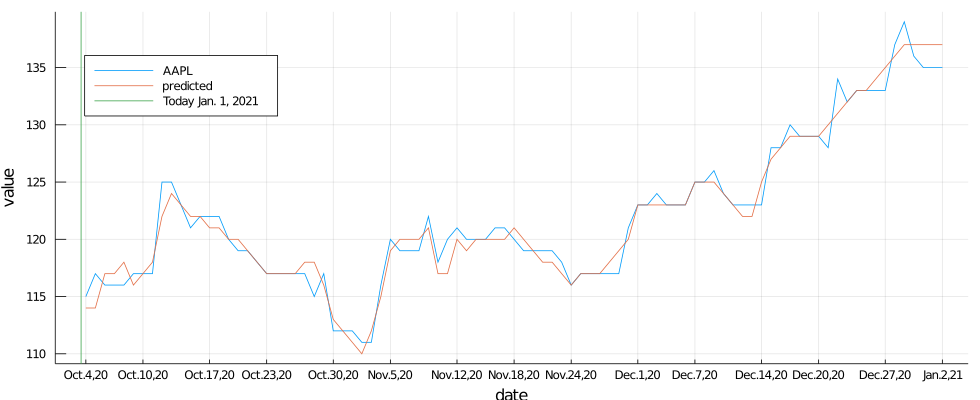 135
130
125
120
115
110
value
AAPL
predicted
Today Jan. 1, 2021
Oct.4,20 Oct.10,20 Oct.17,20 Oct.23,20 Oct.30,20 Nov.5,20 Nov.12,20 Nov.18,20 Nov.24,20 Dec.1,20 Dec.7,20 Dec.14,20 Dec.20,20 Dec.27,20 Jan.2,21
date